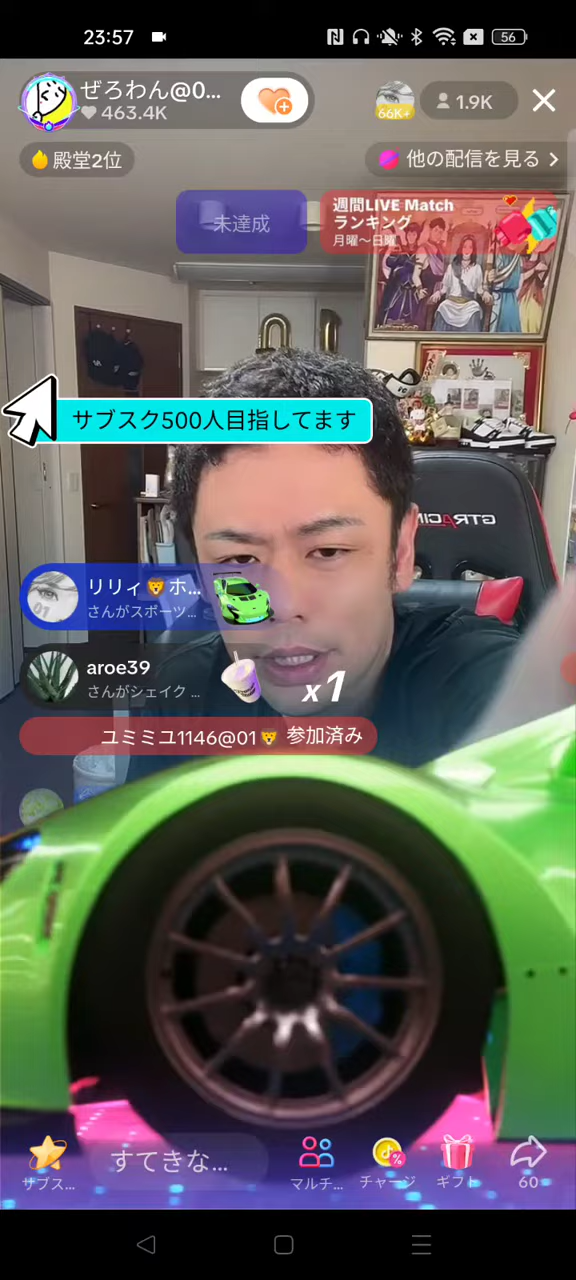 23:57
56
ぜろわん@0...
463.4K
66K+
1.9K
殿堂2位
他の配信を見る
未達成
週間LIVE Match
ランキング
月曜~日曜
サブスク500人目指してます
GTRACIN
リリィ🦁ホ...
さんがスポーツ...
01
aroe39
さんがシェイク ...
x1
ユミミユ1146@01🦁 参加済み
すてきな...
サブス...
マルチ...
チャージ
ギフト
60